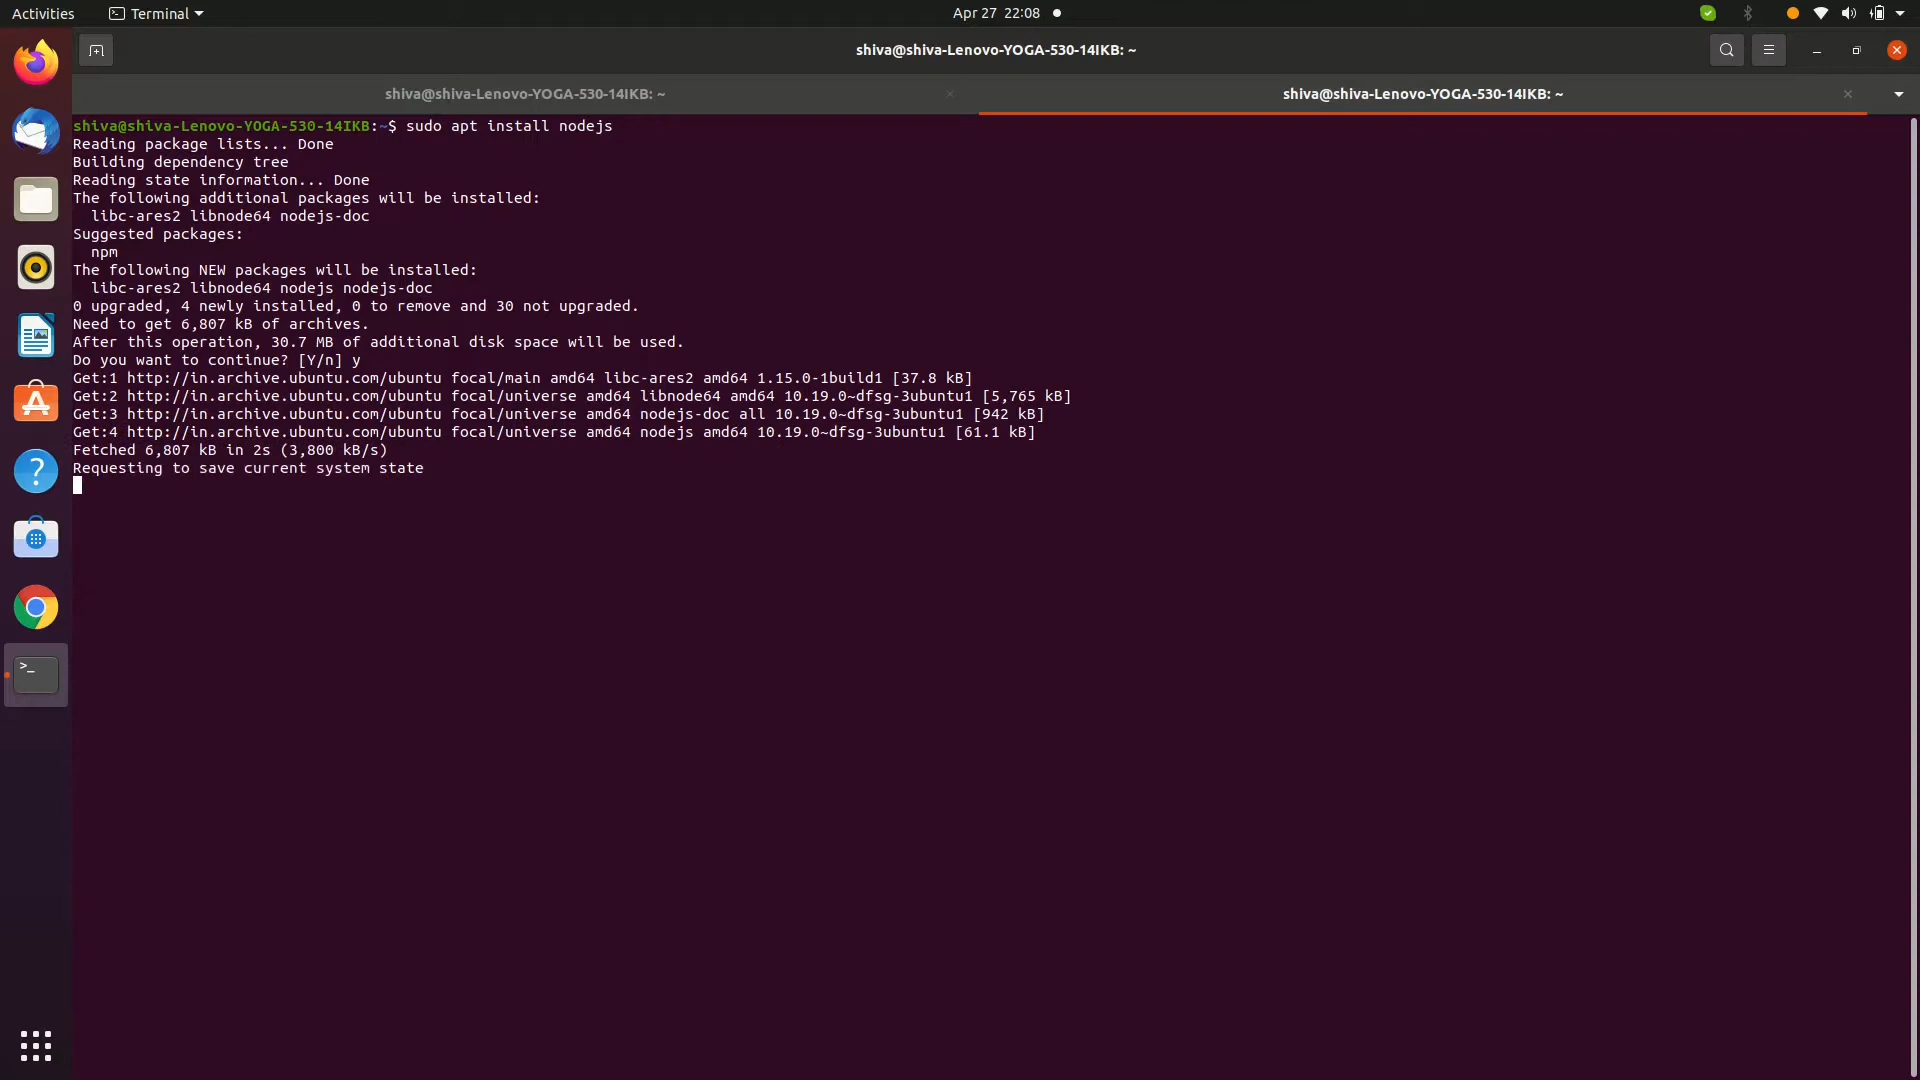 Activities
Terminal
Apr 27 22:08
shiva@shiva-Lenovo-YOGA-530-14IKB: ~
shiva@shiva-Lenovo-YOGA-530-14IKB: ~
shiva@shiva-Lenovo-YOGA-530-14IKB: ~
shiva@shiva-Lenovo-YOGA-530-14IKB:~$ sudo apt install nodejs
Reading package lists... Done
Building dependency tree
Reading state information... Done
The following additional packages will be installed:
  libc-ares2 libnode64 nodejs-doc
Suggested packages:
  npm
The following NEW packages will be installed:
  libc-ares2 libnode64 nodejs nodejs-doc
0 upgraded, 4 newly installed, 0 to remove and 30 not upgraded.
Need to get 6,807 kB of archives.
After this operation, 30.7 MB of additional disk space will be used.
Do you want to continue? [Y/n] y
Get:1 http://in.archive.ubuntu.com/ubuntu focal/main amd64 libc-ares2 amd64 1.15.0-1build1 [37.8 kB]
Get:2 http://in.archive.ubuntu.com/ubuntu focal/universe amd64 libnode64 amd64 10.19.0~dfsg-3ubuntu1 [5,765 kB]
Get:3 http://in.archive.ubuntu.com/ubuntu focal/universe amd64 nodejs-doc all 10.19.0~dfsg-3ubuntu1 [942 kB]
Get:4 http://in.archive.ubuntu.com/ubuntu focal/universe amd64 nodejs amd64 10.19.0~dfsg-3ubuntu1 [61.1 kB]
Fetched 6,807 kB in 2s (3,800 kB/s)
Requesting to save current system state